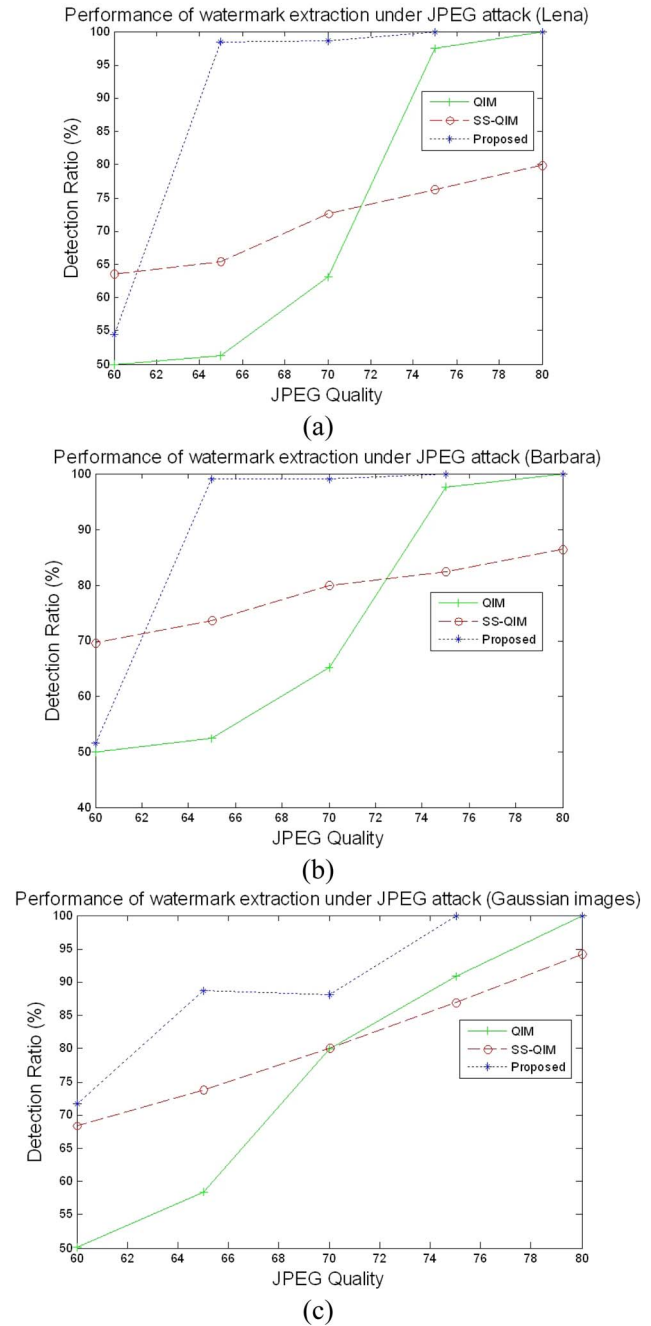 Performance of watermark extraction under JPEG attack (Lena)
100
95
90
85
80
75
70
65
60
55
50
Detection Ratio (%)
QIM
SS-QIM
Proposed
60 62 64 66 68 70 72 74 76 78 80
JPEG Quality
(a)
Performance of watermark extraction under JPEG attack (Barbara)
100
90
80
70
60
50
40
Detection Ratio (%)
QIM
SS-QIM
Proposed
60 62 64 66 68 70 72 74 76 78 80
JPEG Quality
(b)
Performance of watermark extraction under JPEG attack (Gaussian images)
100
95
90
85
80
75
70
65
60
55
50
Detection Ratio (%)
QIM
SS-QIM
Proposed
60 62 64 66 68 70 72 74 76 78 80
JPEG Quality
(c)